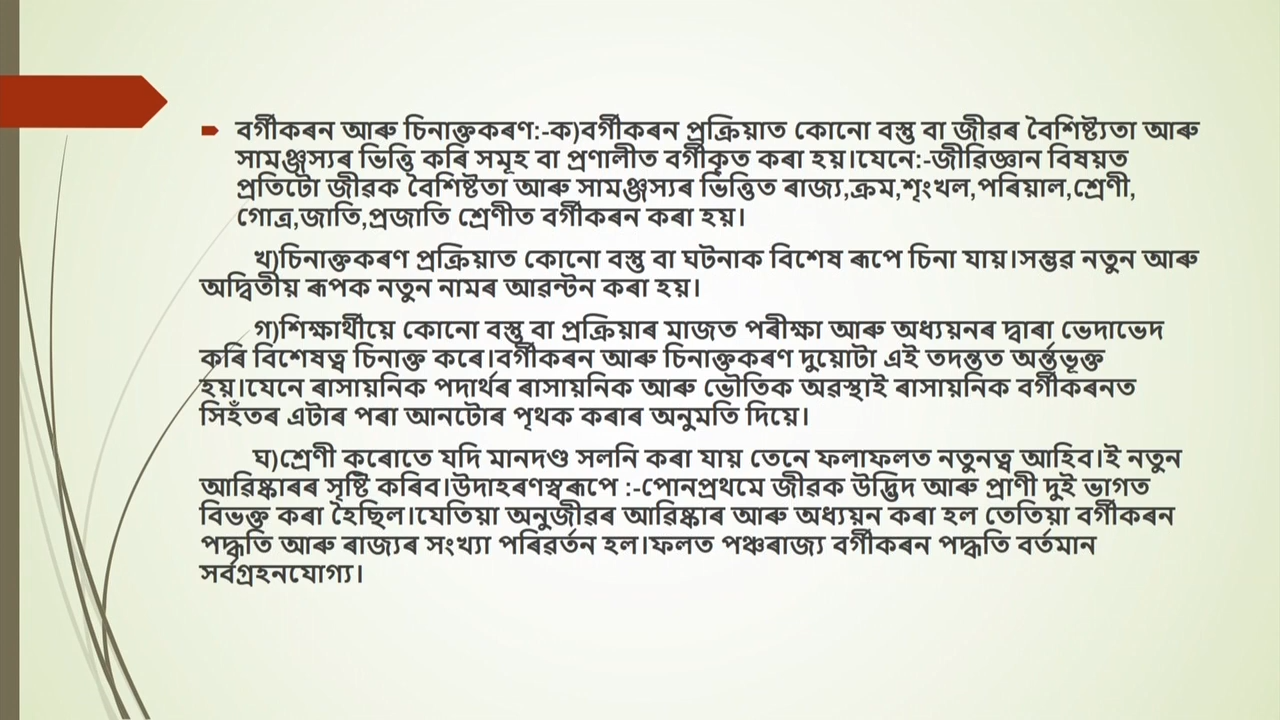 বৰ্গীকৰন আৰু চিনাক্তকৰণ:-ক)বৰ্গীকৰন প্ৰক্ৰিয়াত কোনো বস্তু বা জীৱৰ বৈশিষ্ট্যতা আৰু
সামঞ্জস্যৰ ভিত্তি কৰি সমূহ বা প্ৰণালীত বৰ্গীকৃত কৰা হয়।যেনে:-জীৱিজ্ঞান বিষয়ত
প্ৰতিটো জীৱক বৈশিষ্টতা আৰু সামঞ্জস্যৰ ভিত্তিত ৰাজ্য,ক্ৰম,শৃংখল,পৰিয়াল,শ্ৰেণী,
গোত্ৰ,জাতি,প্ৰজাতি শ্ৰেণীত বৰ্গীকৰন কৰা হয়।
খ)চিনাক্তকৰণ প্ৰক্ৰিয়াত কোনো বস্তু বা ঘটনাক বিশেষ ৰূপে চিনা যায়।সম্ভৱ নতুন আৰু
অদ্বিতীয় ৰূপক নতুন নামৰ আৱন্টন কৰা হয়।
গ)শিক্ষাৰ্থীয়ে কোনো বস্তু বা প্ৰক্ৰিয়াৰ মাজত পৰীক্ষা আৰু অধ্যয়নৰ দ্বাৰা ভেদাভেদ
কৰি বিশেষত্ব চিনাক্ত কৰে।বৰ্গীকৰন আৰু চিনাক্তকৰণ দুয়োটা এই তদন্তত অৰ্ন্তভূক্ত
হয়।যেনে ৰাসায়নিক পদাৰ্থৰ ৰাসায়নিক আৰু ভৌতিক অৱস্থাই ৰাসায়নিক বৰ্গীকৰনত
সিহঁতৰ এটাৰ পৰা আনটোৰ পৃথক কৰাৰ অনুমতি দিয়ে।
ঘ)শ্ৰেণী কৰোতে যদি মানদণ্ড সলনি কৰা যায় তেনে ফলাফলত নতুনত্ব আহিব।ই নতুন
আৱিষ্কাৰৰ সৃষ্টি কৰিব।উদাহৰণস্বৰূপে :-পোনপ্ৰথমে জীৱক উদ্ভিদ আৰু প্ৰাণী দুই ভাগত
বিভক্ত কৰা হৈছিল।যেতিয়া অনুজীৱৰ আৱিষ্কাৰ আৰু অধ্যয়ন কৰা হল তেতিয়া বৰ্গীকৰন
পদ্ধতি আৰু ৰাজ্যৰ সংখ্যা পৰিৱৰ্তন হল।ফলত পঞ্চৰাজ্য বৰ্গীকৰন পদ্ধতি বৰ্তমান
সৰ্বগ্ৰহনযোগ্য।